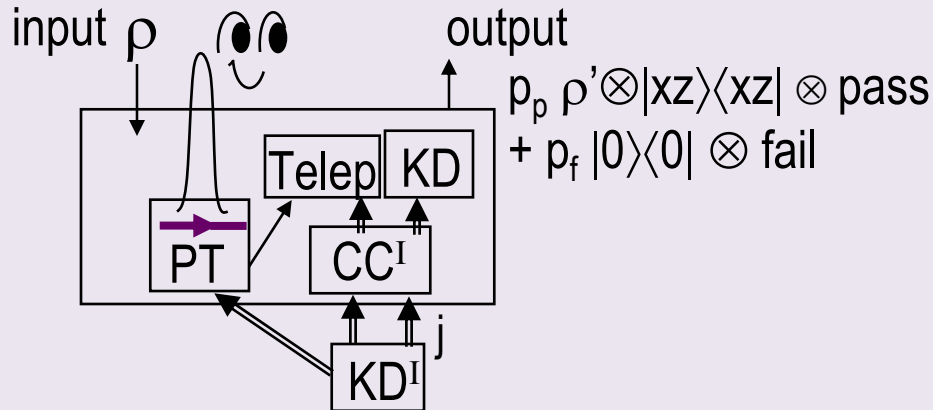 input ρ
output
p_p ρ'⊗|xz⟩⟨xz| ⊗ pass
+ p_f |0⟩⟨0| ⊗ fail
Telep
KD
PT
CC^I
j
KD^I